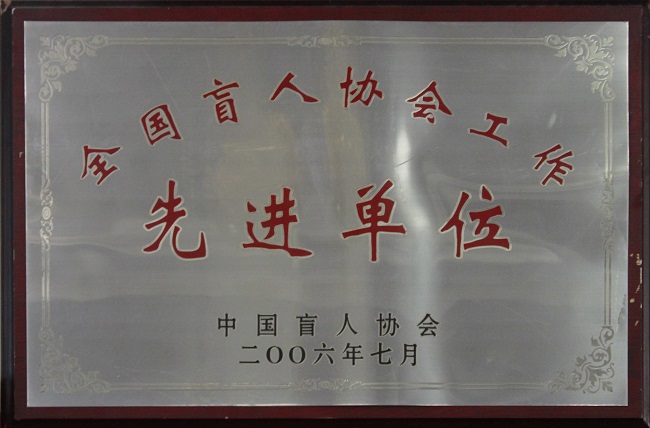 全国盲人协会工作
先进单位
中国盲人协会
二OO六年七月